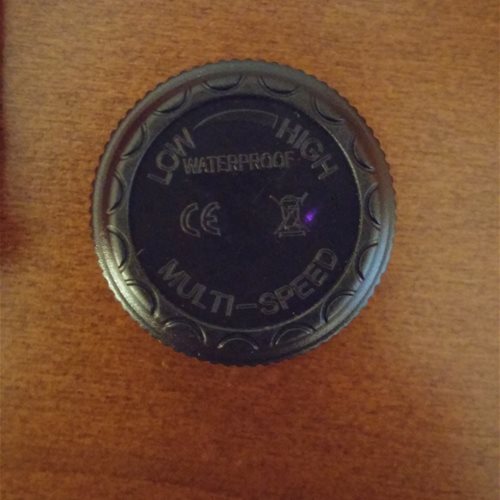 LOW HIGH
WATERPROOF
CE
MULTI-SPEED